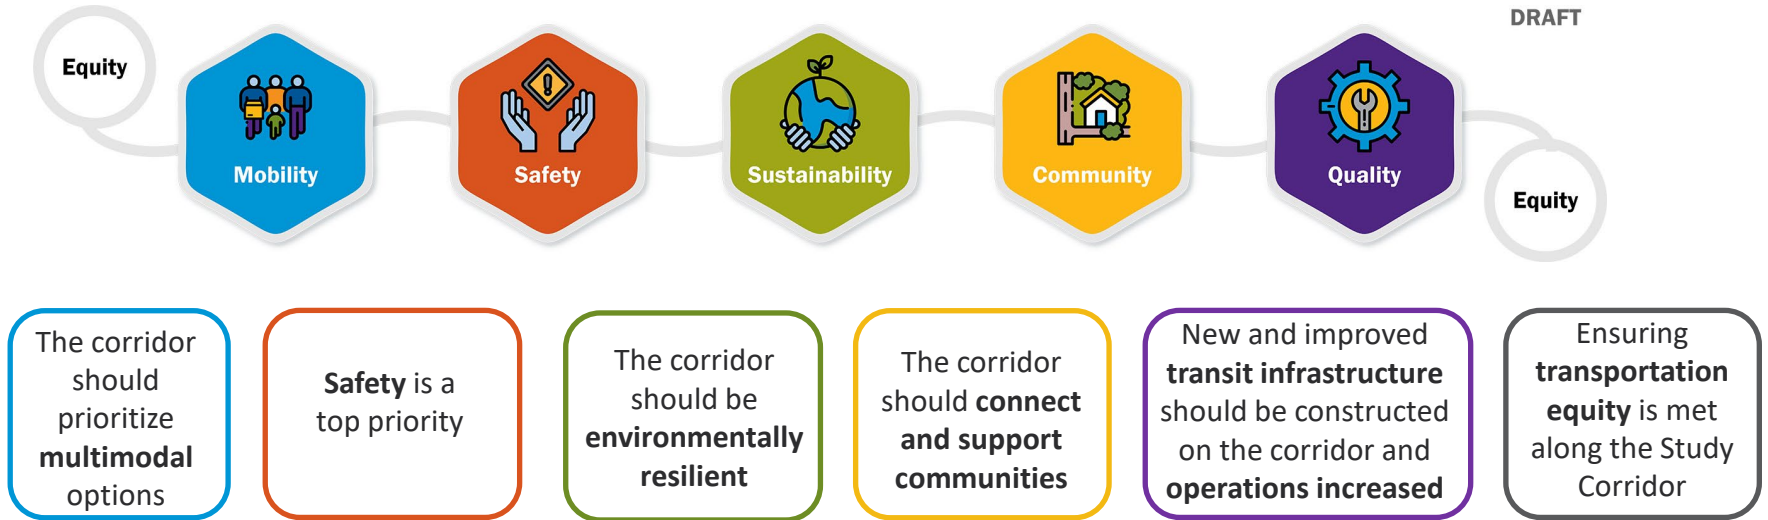 DRAFT
Equity
Mobility
Safety
Sustainability
Community
Quality
Equity
The corridor
should
prioritize
multimodal
options
Safety is a
top priority
The corridor
should be
environmentally
resilient
The corridor
should connect
and support
communities
New and improved
transit infrastructure
should be constructed
on the corridor and
operations increased
Ensuring
transportation
equity is met
along the Study
Corridor